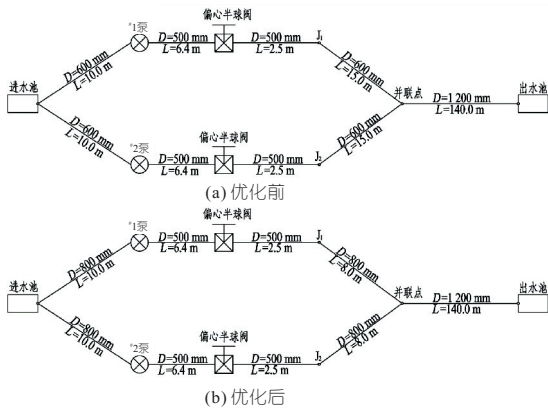 偏心半球阀
#1泵
D=500 mm
L=6.4 m
D=500 mm
L=2.5 m
J₁
D=600 mm
L=10.0 m
D=600 mm
L=15.0 m
进水池
并联点
D=1 200 mm
L=140.0 m
出水池
D=600 mm
L=10.0 m
D=600 mm
L=15.0 m
偏心半球阀
#2泵
D=500 mm
L=6.4 m
D=500 mm
L=2.5 m
J₂
(a) 优化前
偏心半球阀
#1泵
D=500 mm
L=6.4 m
D=500 mm
L=2.5 m
J₁
D=800 mm
L=10.0 m
D=800 mm
L=8.0 m
进水池
并联点
D=1 200 mm
L=140.0 m
出水池
D=800 mm
L=10.0 m
D=800 mm
L=8.0 m
偏心半球阀
#2泵
D=500 mm
L=6.4 m
D=500 mm
L=2.5 m
J₂
(b) 优化后